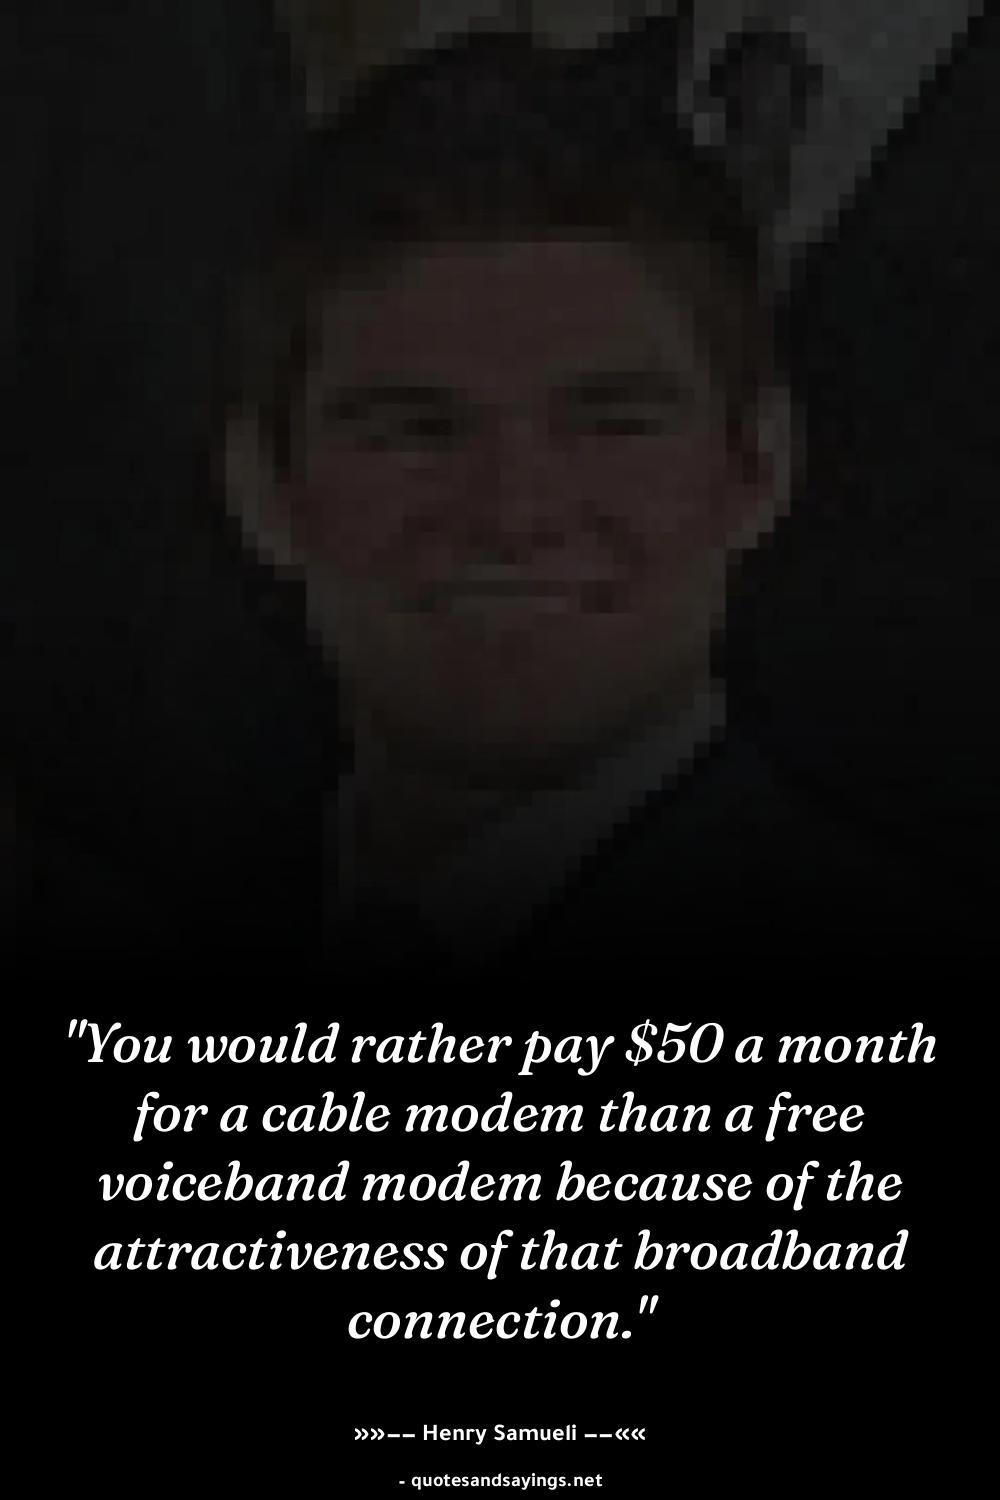 "You would rather pay $50 a month
for a cable modem than a free
voiceband modem because of the
attractiveness of that broadband
connection."
»»–– Henry Samueli ––««
- quotesandsayings.net